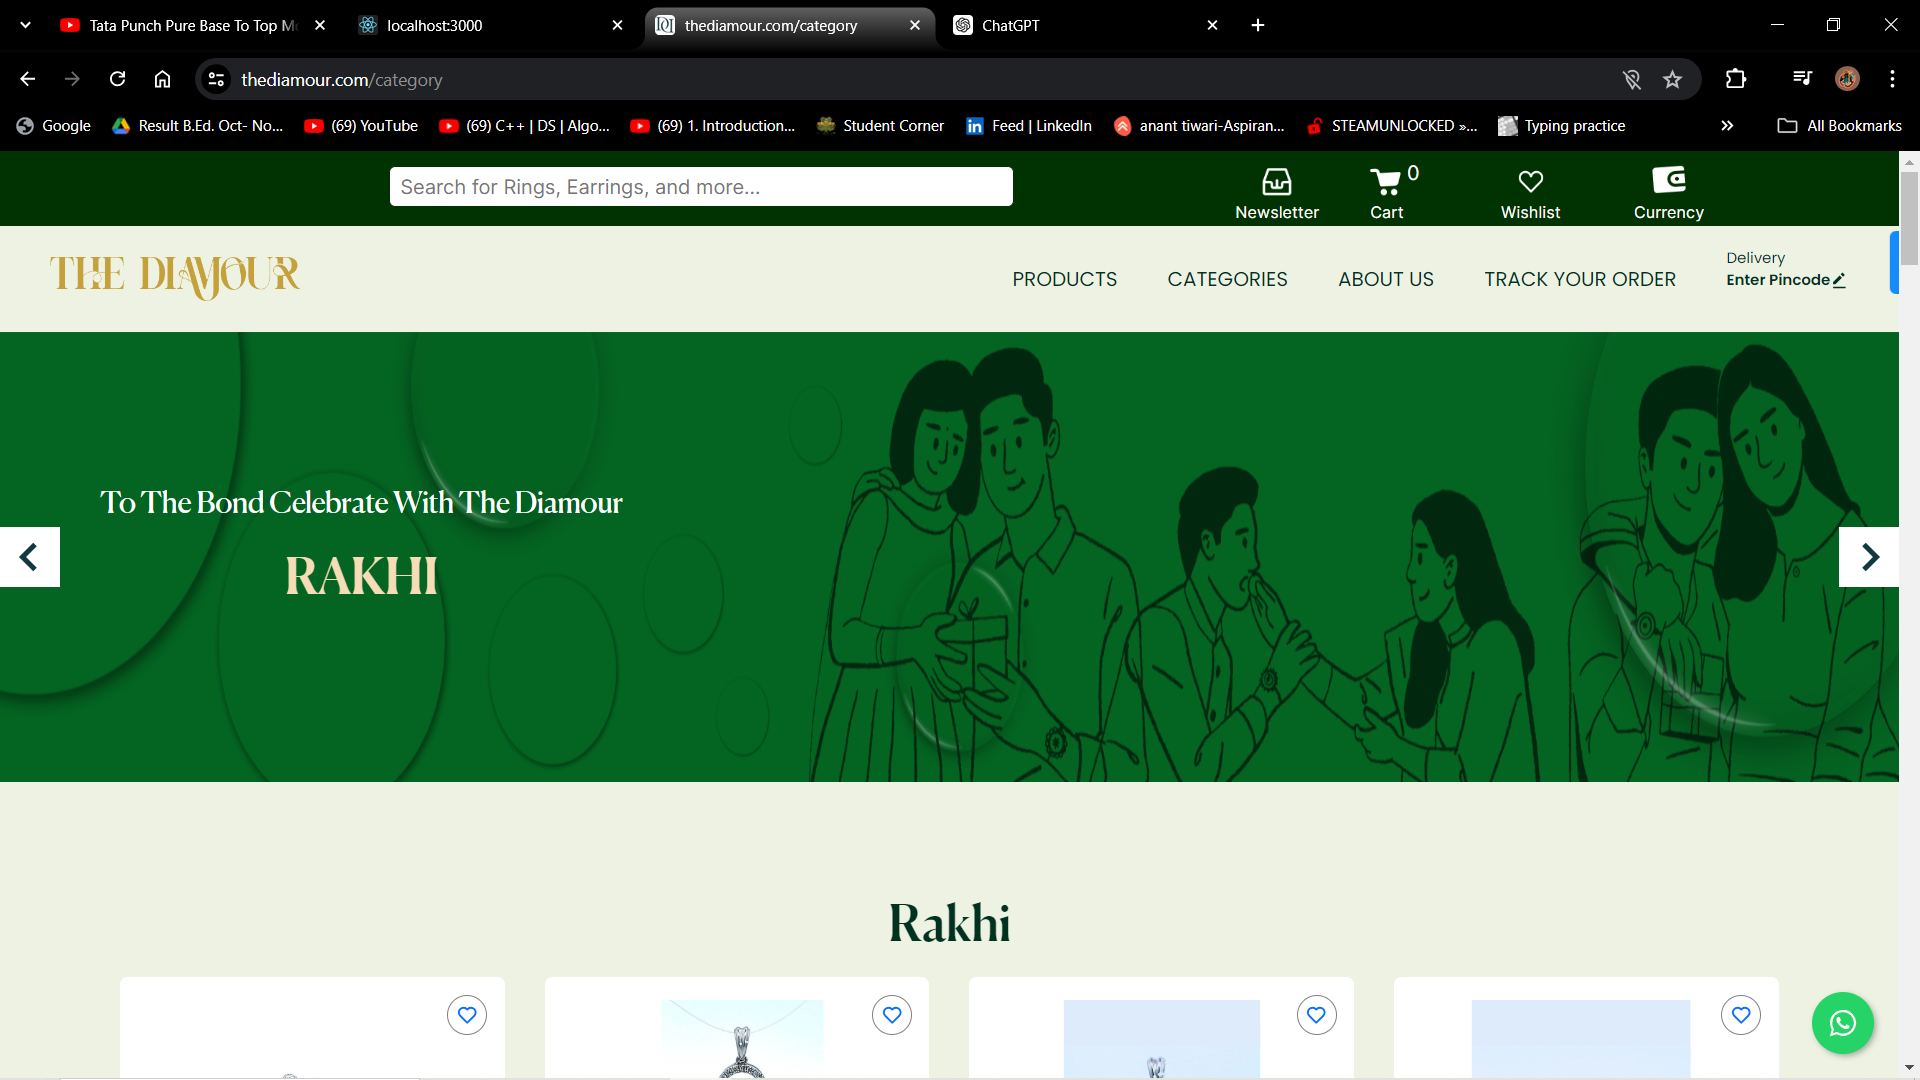 Tata Punch Pure Base To Top Mo
localhost:3000
thediamour.com/category
ChatGPT
thediamour.com/category
Google
Result B.Ed. Oct- No...
(69) YouTube
(69) C++ | DS | Algo...
(69) 1. Introduction...
Student Corner
Feed | LinkedIn
anant tiwari-Aspiran...
STEAMUNLOCKED »...
Typing practice
All Bookmarks
Search for Rings, Earrings, and more...
Newsletter
0
Cart
Wishlist
Currency
THE DIAMOUR
PRODUCTS
CATEGORIES
ABOUT US
TRACK YOUR ORDER
Delivery
Enter Pincode
To The Bond Celebrate With The Diamour
RAKHI
Rakhi